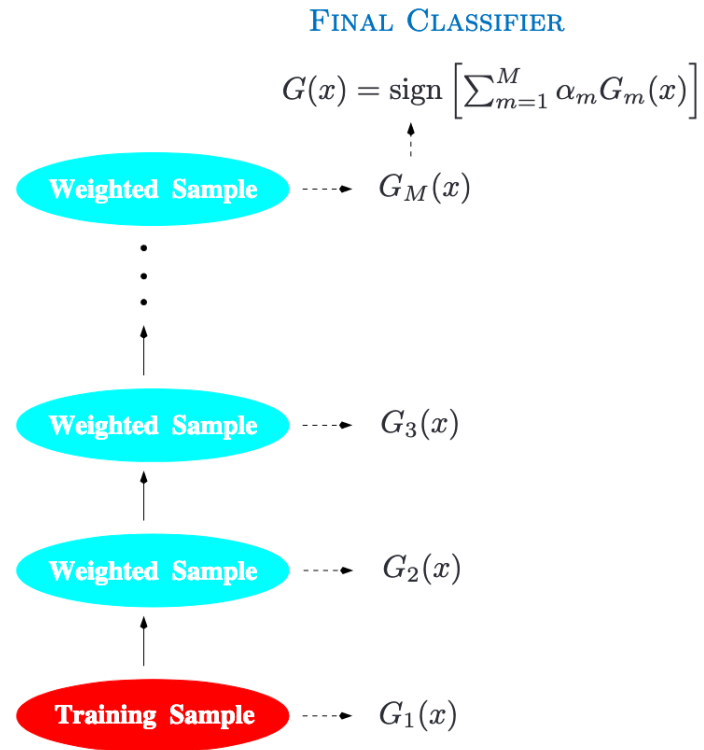 FINAL CLASSIFIER
G(x) = sign [∑_{m=1}^{M} α_m G_m(x)]
Weighted Sample G_M(x)
Weighted Sample G_3(x)
Weighted Sample G_2(x)
Training Sample G_1(x)